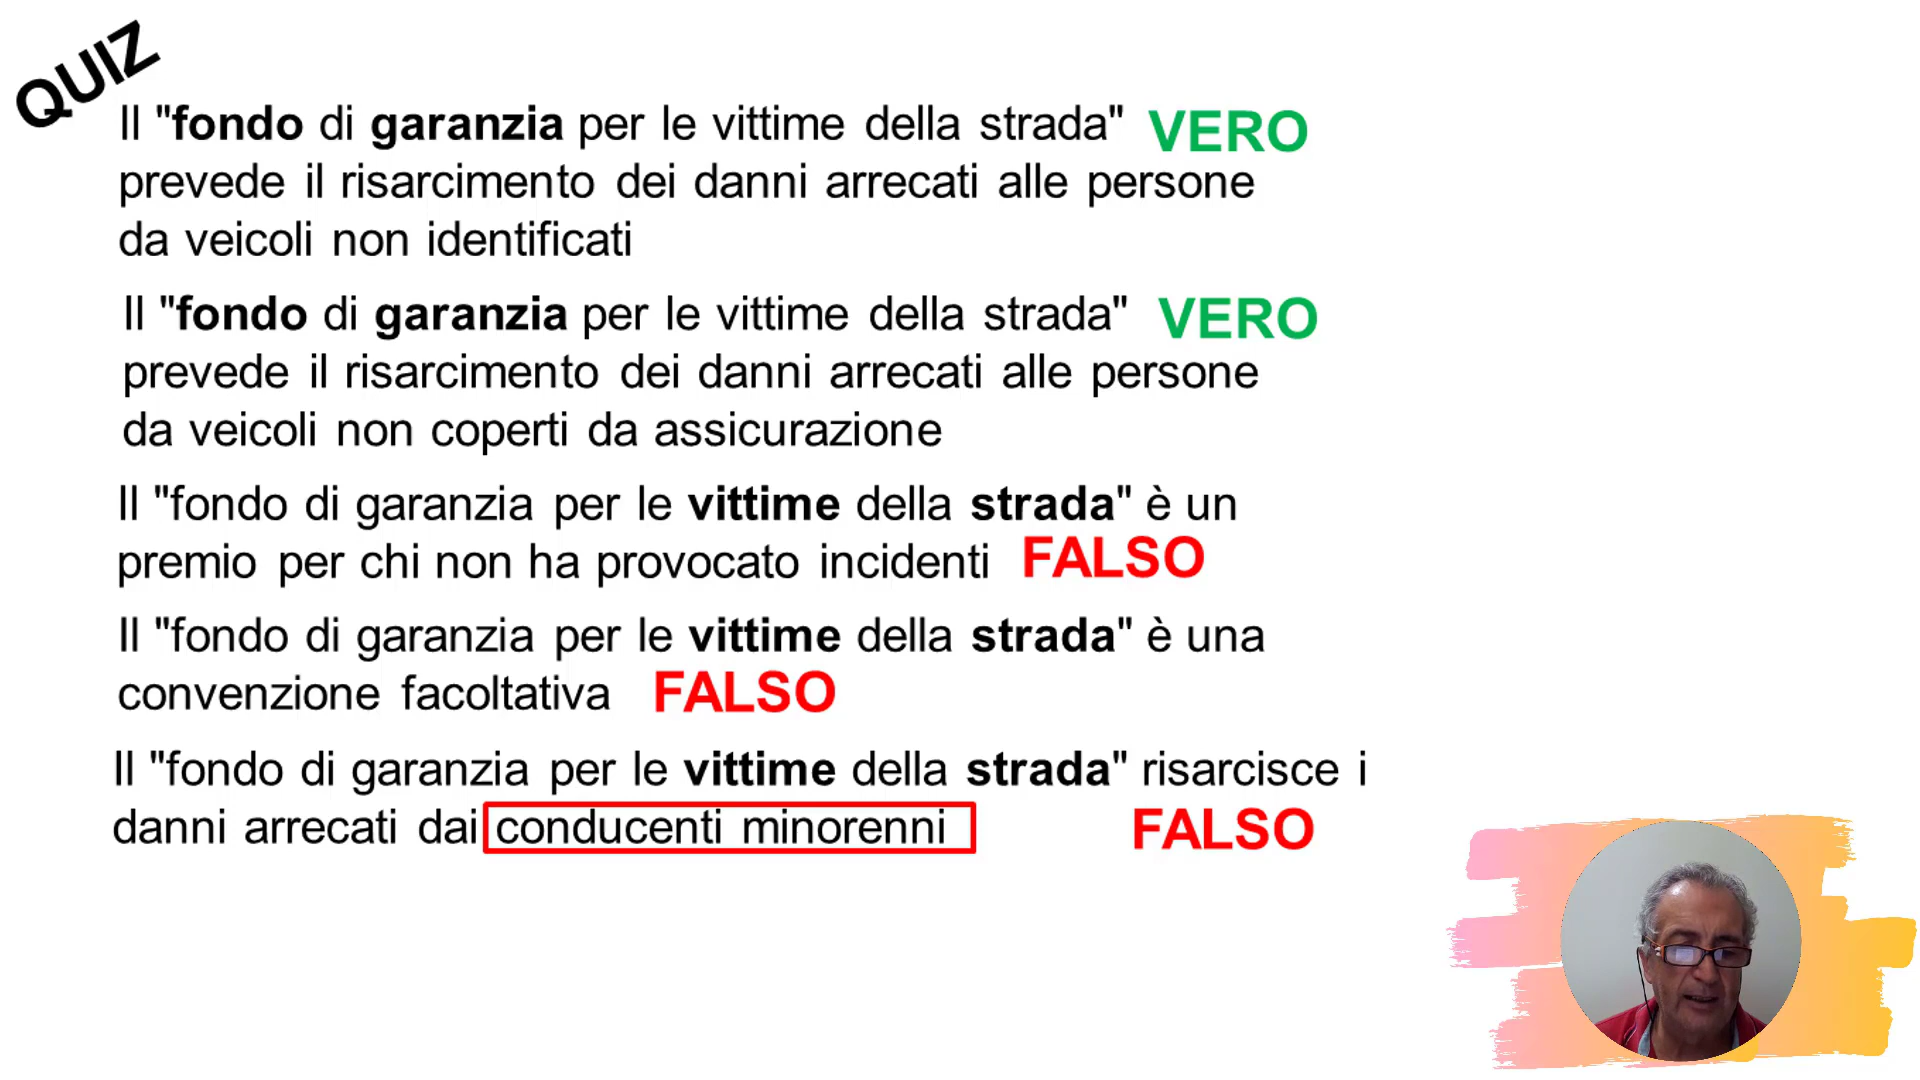 QUIZ
Il "fondo di garanzia per le vittime della strada" VERO
prevede il risarcimento dei danni arrecati alle persone
da veicoli non identificati
Il "fondo di garanzia per le vittime della strada" VERO
prevede il risarcimento dei danni arrecati alle persone
da veicoli non coperti da assicurazione
Il "fondo di garanzia per le vittime della strada" è un
premio per chi non ha provocato incidenti FALSO
Il "fondo di garanzia per le vittime della strada" è una
convenzione facoltativa FALSO
Il "fondo di garanzia per le vittime della strada" risarcisce i
danni arrecati dai conducenti minorenni FALSO